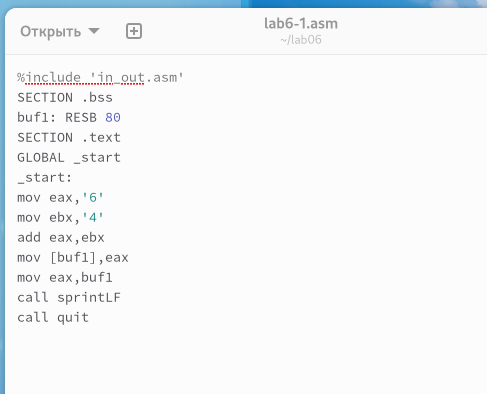 Открыть
lab6-1.asm
~/lab06
%include 'in_out.asm'
SECTION .bss
buf1: RESB 80
SECTION .text
GLOBAL _start
_start:
mov eax,'6'
mov ebx,'4'
add eax,ebx
mov [buf1],eax
mov eax,buf1
call sprintLF
call quit